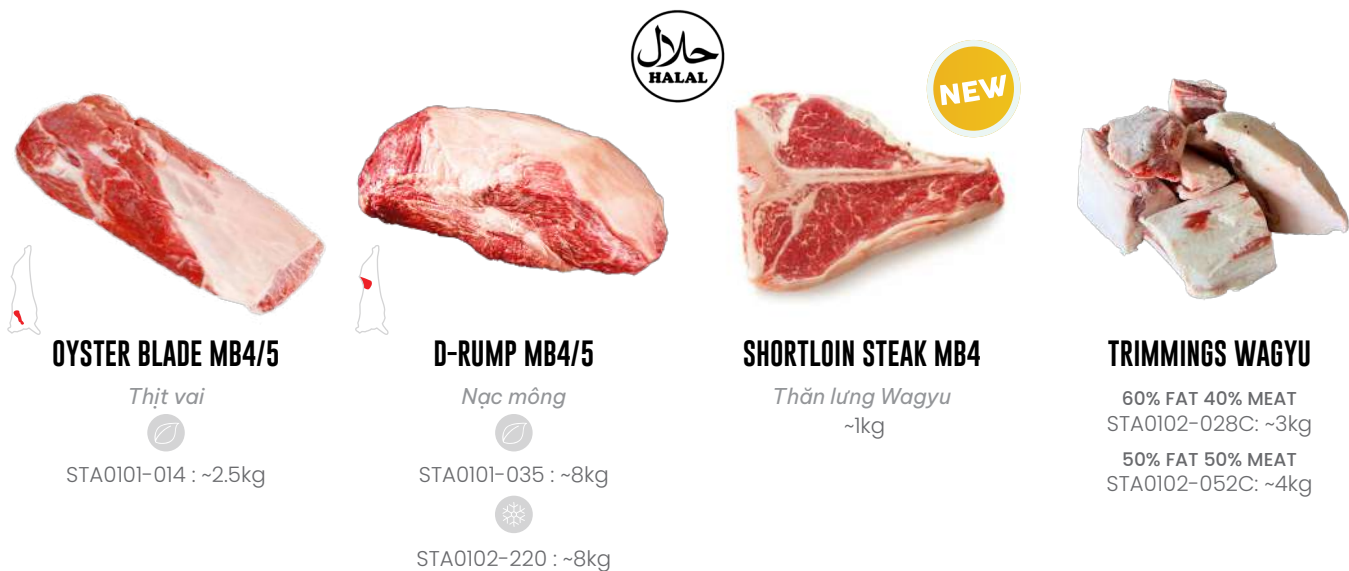 حلال
HALAL
NEW
OYSTER BLADE MB4/5
Thịt vai
STA0101-014 : ~2.5kg
D-RUMP MB4/5
Nạc mông
STA0101-035 : ~8kg
STA0102-220 : ~8kg
SHORTLOIN STEAK MB4
Thăn lưng Wagyu
~1kg
TRIMMINGS WAGYU
60% FAT 40% MEAT
STA0102-028C: ~3kg
50% FAT 50% MEAT
STA0102-052C: ~4kg